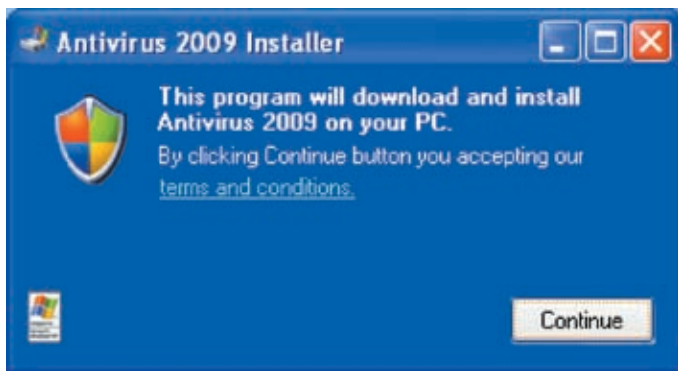 Antivirus 2009 Installer
This program will download and install
Antivirus 2009 on your PC.
By clicking Continue button you accepting our
terms and conditions.
Continue